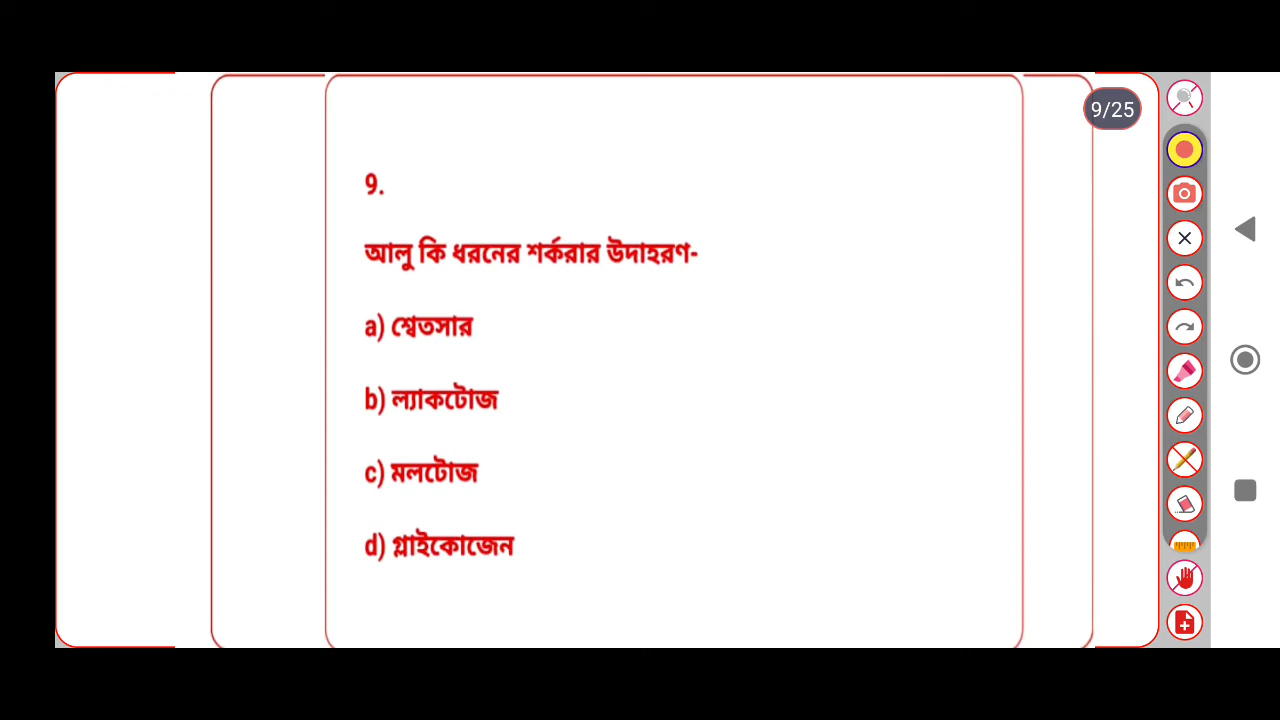 9/25
9.
আলু কি ধরনের শর্করার উদাহরণ-
a) শ্বেতসার
b) ল্যাকটোজ
c) মলটোজ
d) গ্লাইকোজেন